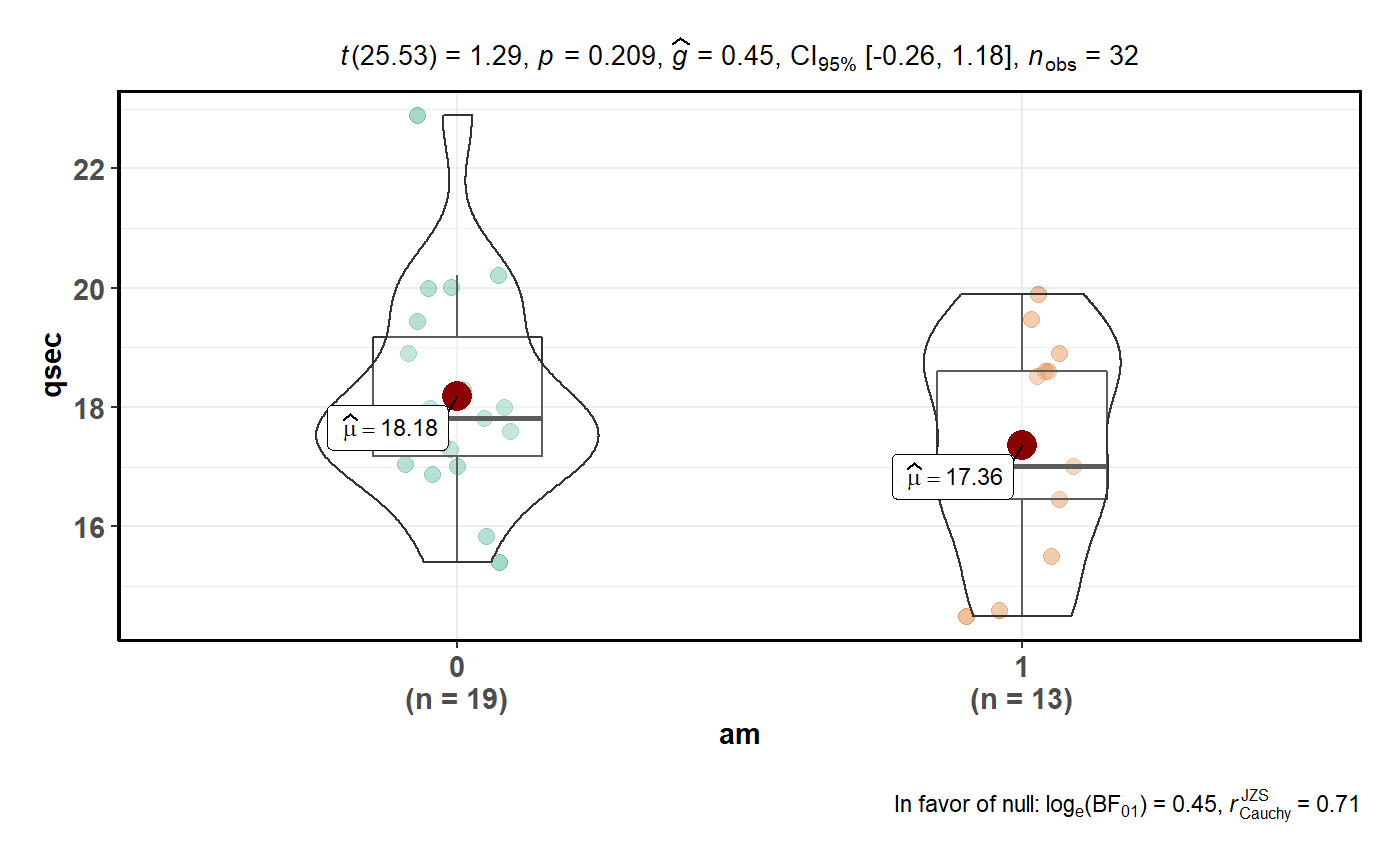 t(25.53) = 1.29, p = 0.209, ĝ = 0.45, CI95% [-0.26, 1.18], nobs = 32
qsec
22
20
18
16
μ̂ = 18.18
μ̂ = 17.36
0
(n = 19)
1
(n = 13)
am
In favor of null: loge(BF01) = 0.45, rJZSCauchy = 0.71